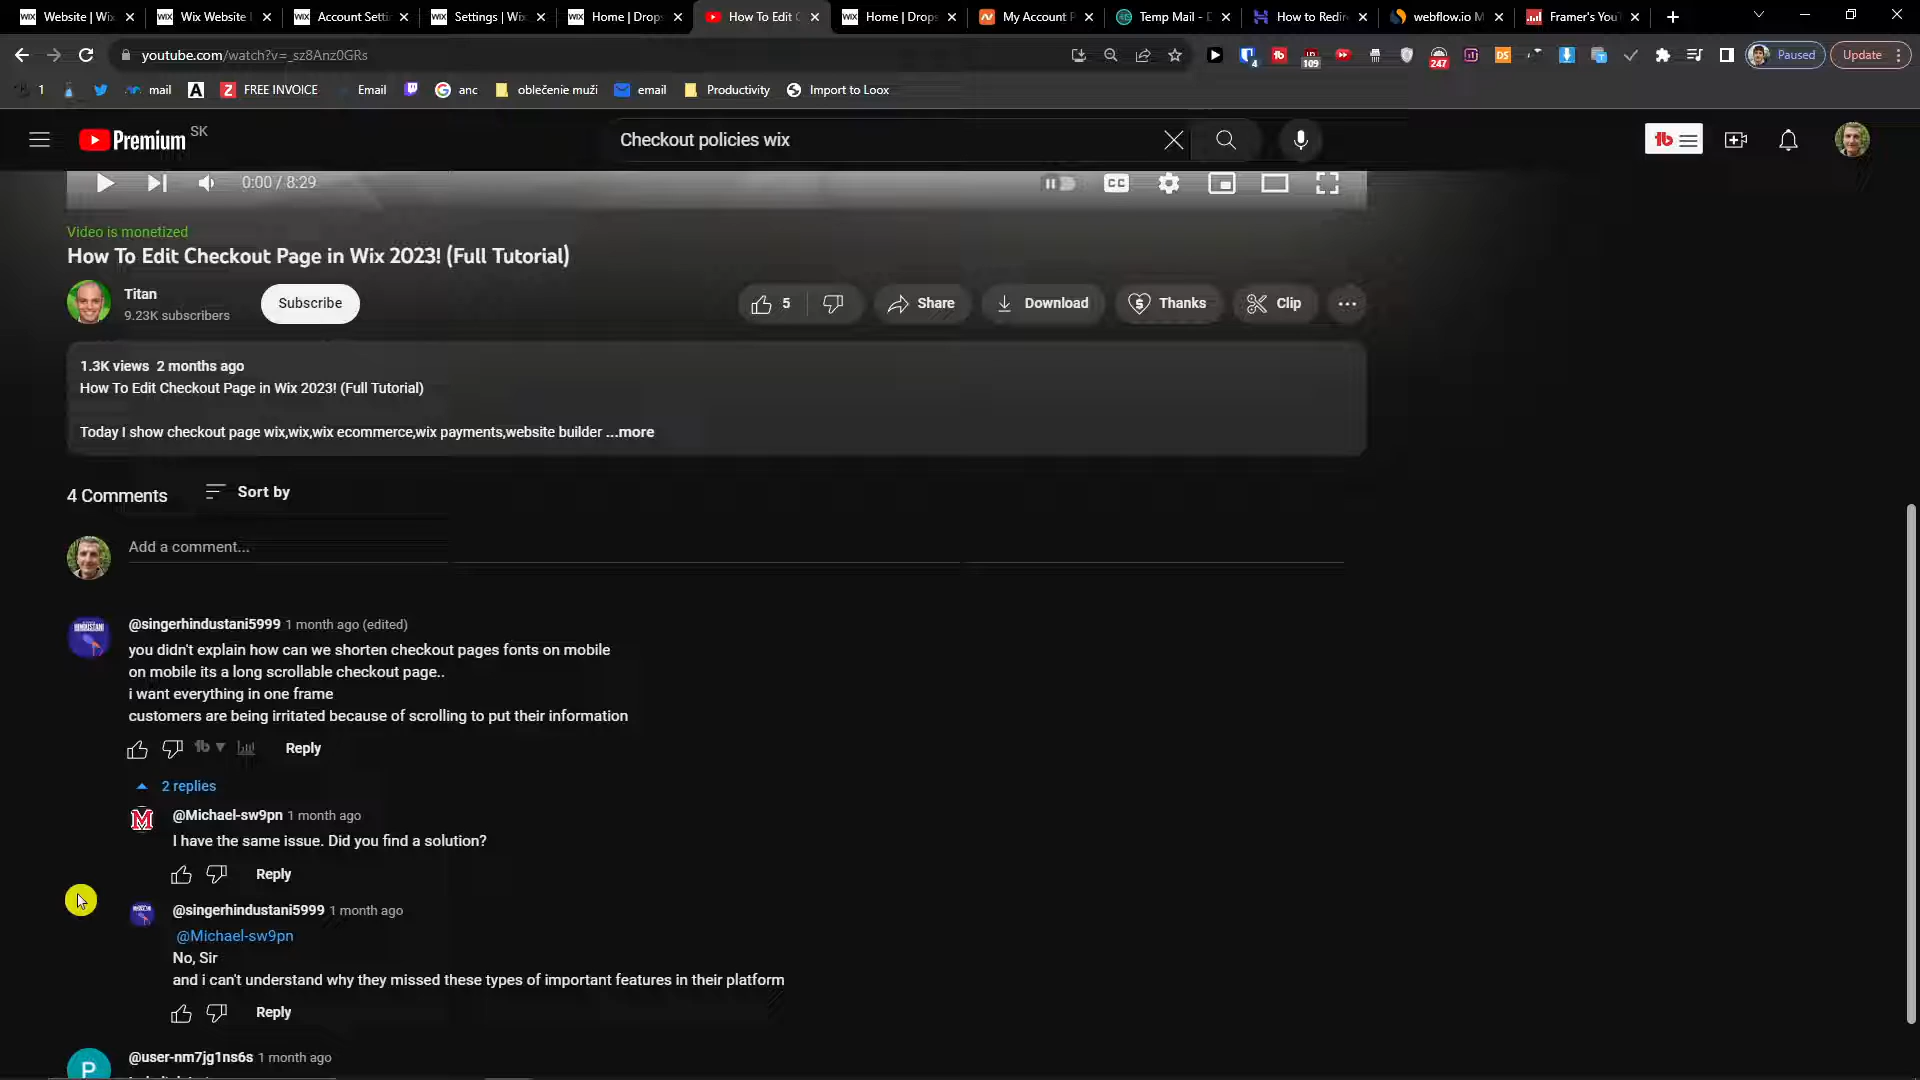 Website | Wix
Wix Website
Account Setti
Settings | Wix
Home | Drops
How To Edit C
Home | Drops
My Account P
Temp Mail - D
How to Redire
webflow.io M
Framer's You
youtube.com/watch?v=_sz8Anz0GRs
4
109
247
DS
Paused
Update
1
mail
FREE INVOICE
Email
anc
oblečenie muži
email
Productivity
Import to Loox
Premium SK
Checkout policies wix
0:00 / 8:29
CC
Video is monetized
How To Edit Checkout Page in Wix 2023! (Full Tutorial)
Titan
9.23K subscribers
Subscribe
5
Share
Download
Thanks
Clip
1.3K views 2 months ago
How To Edit Checkout Page in Wix 2023! (Full Tutorial)
Today I show checkout page wix,wix,wix ecommerce,wix payments,website builder ...more
4 Comments
Sort by
Add a comment...
@singerhindustani5999 1 month ago (edited)
you didn't explain how can we shorten checkout pages fonts on mobile
on mobile its a long scrollable checkout page..
i want everything in one frame
customers are being irritated because of scrolling to put their information
Reply
2 replies
@Michael-sw9pn 1 month ago
I have the same issue. Did you find a solution?
Reply
@singerhindustani5999 1 month ago
@Michael-sw9pn
No, Sir
and i can't understand why they missed these types of important features in their platform
Reply
P
@user-nm7jg1ns6s 1 month ago